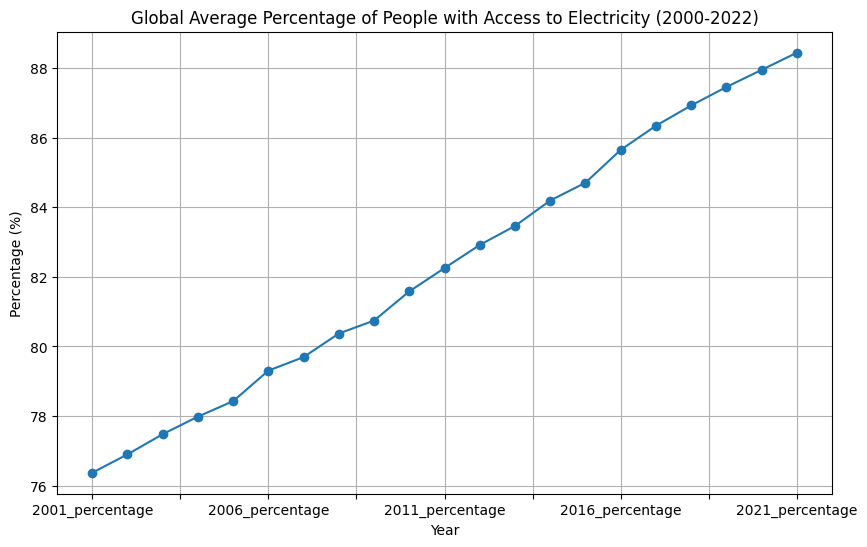 Global Average Percentage of People with Access to Electricity (2000-2022)
Percentage (%)
88
86
84
82
80
78
76
2001_percentage 2006_percentage 2011_percentage 2016_percentage 2021_percentage
Year